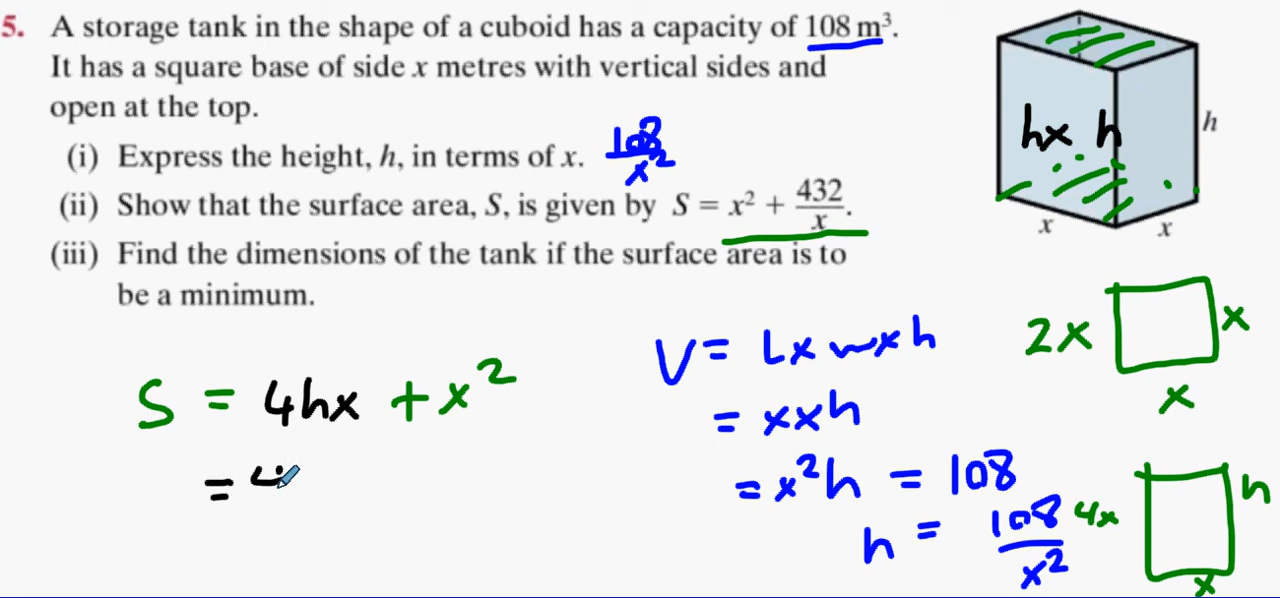 5. A storage tank in the shape of a cuboid has a capacity of 108 m³.
It has a square base of side x metres with vertical sides and
open at the top.
(i) Express the height, h, in terms of x. 108/x²
(ii) Show that the surface area, S, is given by S = x² + 432/x.
(iii) Find the dimensions of the tank if the surface area is to
be a minimum.
hx h
h
x x
S = 4hx + x²
= 4
V = L x w x h
= x x h
= x²h = 108
h = 108/x²
2x x
x
4x h
x